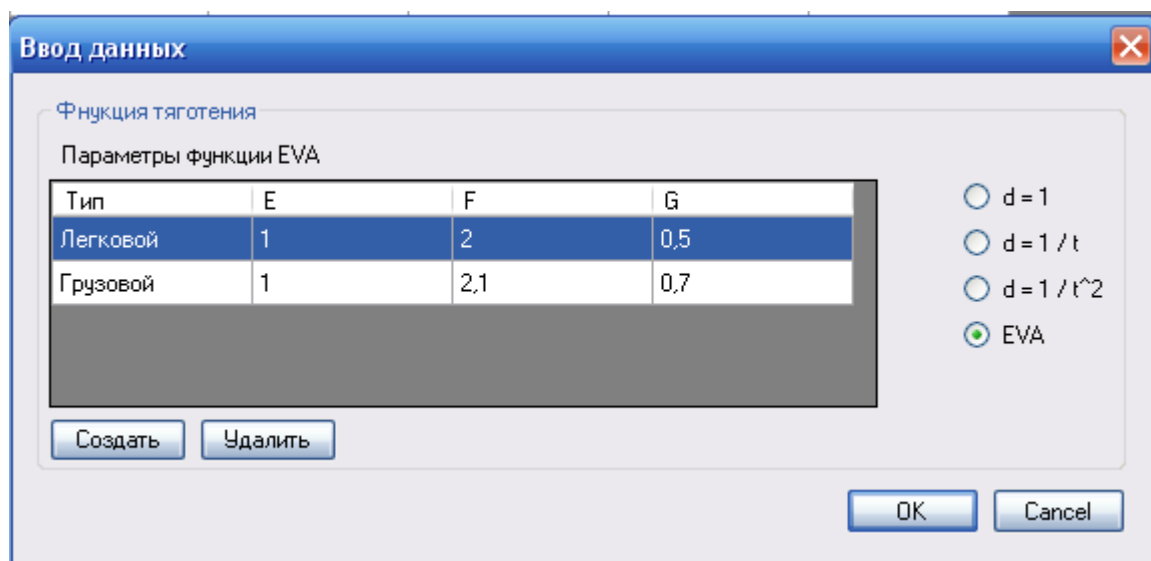 Ввод данных
Фнукция тяготения
Параметры функции EVA
Тип E F G
Легковой 1 2 0,5
Грузовой 1 2,1 0,7
d = 1
d = 1 / t
d = 1 / t^2
EVA
Создать Удалить
OK Cancel